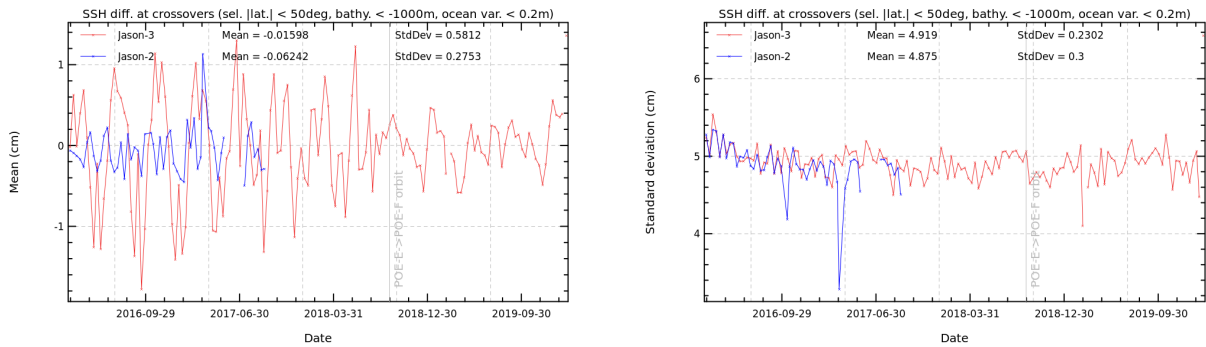 SSH diff. at crossovers (sel. |lat.| < 50deg, bathy. < -1000m, ocean var. < 0.2m)
Jason-3 Mean = -0.01598 StdDev = 0.5812
Jason-2 Mean = -0.06242 StdDev = 0.2753
Mean (cm)
1
0
-1
POE-E->POE-F orbit
2016-09-29 2017-06-30 2018-03-31 2018-12-30 2019-09-30
Date
SSH diff. at crossovers (sel. |lat.| < 50deg, bathy. < -1000m, ocean var. < 0.2m)
Jason-3 Mean = 4.919 StdDev = 0.2302
Jason-2 Mean = 4.875 StdDev = 0.3
Standard deviation (cm)
6
5
4
POE-E->POE-F orbit
2016-09-29 2017-06-30 2018-03-31 2018-12-30 2019-09-30
Date